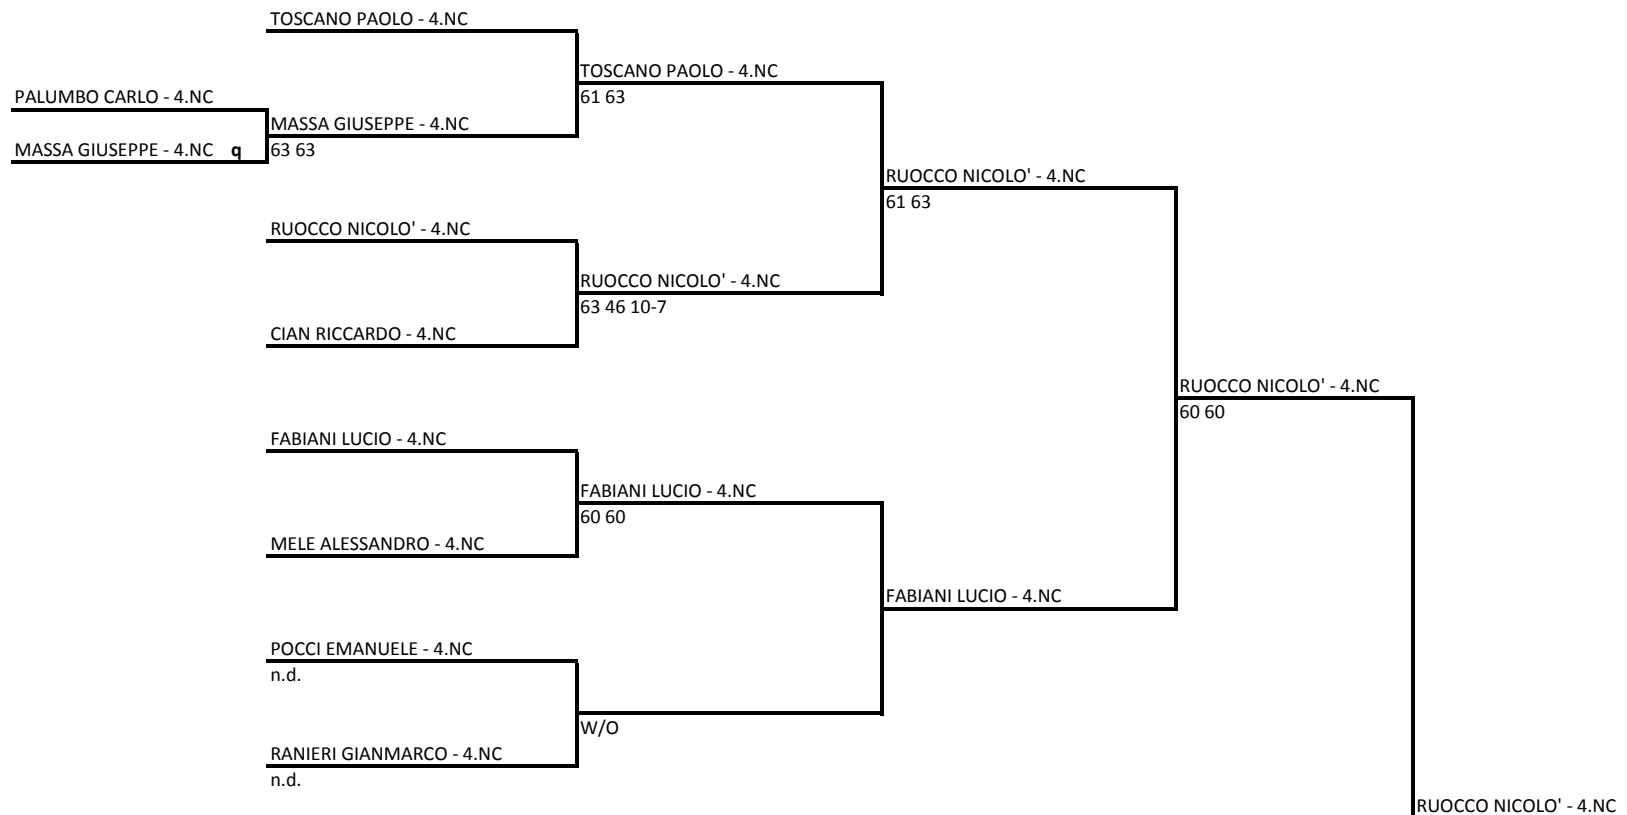 TOSCANO PAOLO - 4.NC
TOSCANO PAOLO - 4.NC
PALUMBO CARLO - 4.NC
61 63
MASSA GIUSEPPE - 4.NC
MASSA GIUSEPPE - 4.NC q
63 63
RUOCCO NICOLO' - 4.NC
61 63
RUOCCO NICOLO' - 4.NC
RUOCCO NICOLO' - 4.NC
63 46 10-7
CIAN RICCARDO - 4.NC
RUOCCO NICOLO' - 4.NC
60 60
FABIANI LUCIO - 4.NC
FABIANI LUCIO - 4.NC
60 60
MELE ALESSANDRO - 4.NC
FABIANI LUCIO - 4.NC
POCCI EMANUELE - 4.NC
n.d.
W/O
RANIERI GIANMARCO - 4.NC
n.d.
RUOCCO NICOLO' - 4.NC